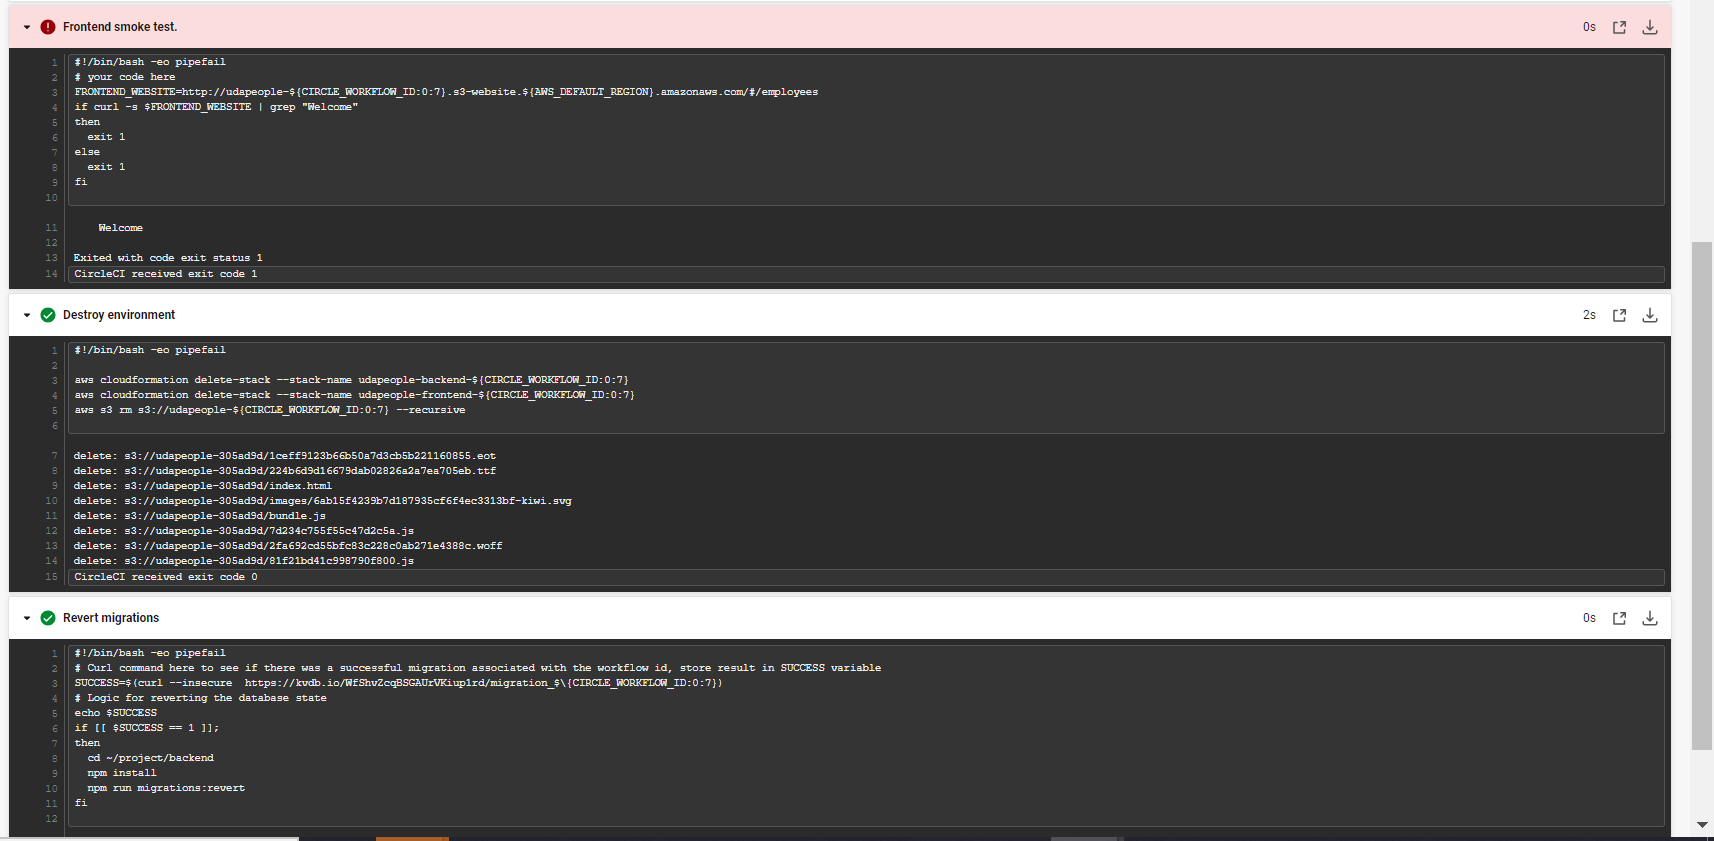 Frontend smoke test.
0s
1 #!/bin/bash -eo pipefail
2 # your code here
3 FRONTEND_WEBSITE=http://udapeople-${CIRCLE_WORKFLOW_ID:0:7}.s3-website.${AWS_DEFAULT_REGION}.amazonaws.com/#/employees
4 if curl -s $FRONTEND_WEBSITE | grep "Welcome"
5 then
6   exit 1
7 else
8   exit 1
9 fi
10
11     Welcome
12
13 Exited with code exit status 1
14 CircleCI received exit code 1
Destroy environment
2s
1 #!/bin/bash -eo pipefail
2
3 aws cloudformation delete-stack --stack-name udapeople-backend-${CIRCLE_WORKFLOW_ID:0:7}
4 aws cloudformation delete-stack --stack-name udapeople-frontend-${CIRCLE_WORKFLOW_ID:0:7}
5 aws s3 rm s3://udapeople-${CIRCLE_WORKFLOW_ID:0:7} --recursive
6
7 delete: s3://udapeople-305ad9d/1ceff9123b66b50a7d3cb5b221160855.eot
8 delete: s3://udapeople-305ad9d/224b6d9d16679dab02826a2a7ea705eb.ttf
9 delete: s3://udapeople-305ad9d/index.html
10 delete: s3://udapeople-305ad9d/images/6ab15f4239b7d187935cf6f4ec3313bf-kiwi.svg
11 delete: s3://udapeople-305ad9d/bundle.js
12 delete: s3://udapeople-305ad9d/7d234c755f55c47d2c5a.js
13 delete: s3://udapeople-305ad9d/2fa692cd55bfc83c228c0ab271e4388c.woff
14 delete: s3://udapeople-305ad9d/81f21bd41c998790f800.js
15 CircleCI received exit code 0
Revert migrations
0s
1 #!/bin/bash -eo pipefail
2 # Curl command here to see if there was a successful migration associated with the workflow id, store result in SUCCESS variable
3 SUCCESS=$(curl --insecure  https://kvdb.io/WfShvZcqBSGAUrVKiup1rd/migration_$\{CIRCLE_WORKFLOW_ID:0:7})
4 # Logic for reverting the database state
5 echo $SUCCESS
6 if [[ $SUCCESS == 1 ]];
7 then
8   cd ~/project/backend
9   npm install
10   npm run migrations:revert
11 fi
12